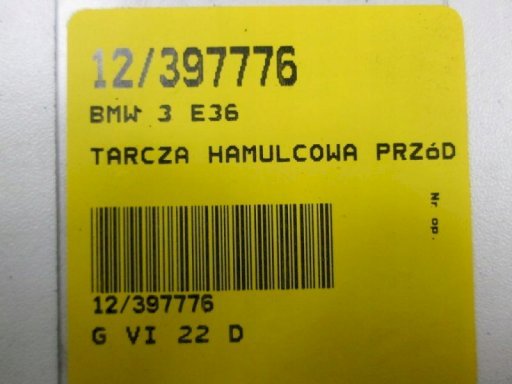 12/397776
BMW 3 E36
TARCZA HAMULCOWA PRZóD
Nr op.
12/397776
G VI 22 D